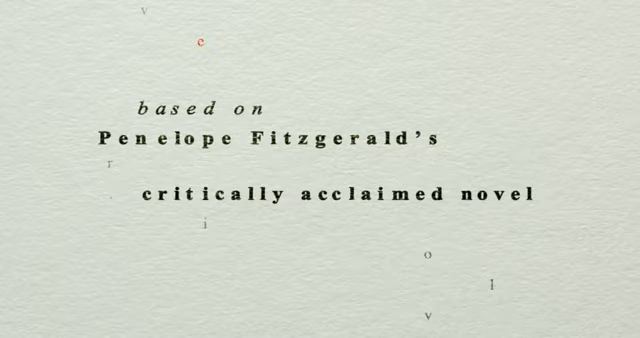 v
e
based on
Penelope Fitzgerald's
r
critically acclaimed novel
i
o
l
v